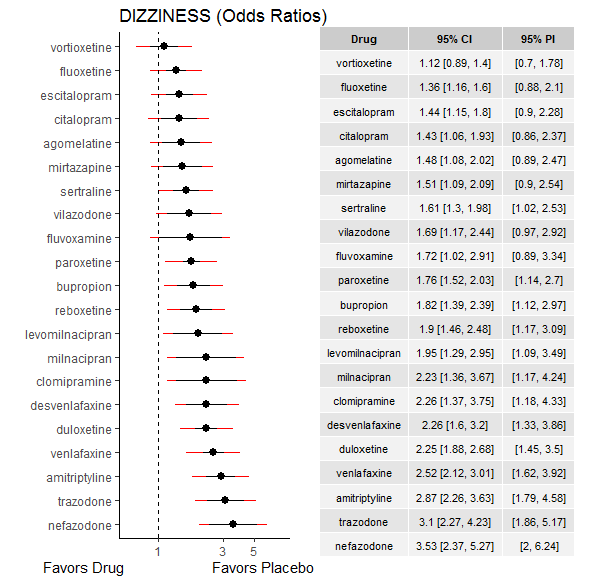 DIZZINESS (Odds Ratios)
Drug 95% CI 95% PI
vortioxetine 1.12 [0.89, 1.4] [0.7, 1.78]
fluoxetine 1.36 [1.16, 1.6] [0.88, 2.1]
escitalopram 1.44 [1.15, 1.8] [0.9, 2.28]
citalopram 1.43 [1.06, 1.93] [0.86, 2.37]
agomelatine 1.48 [1.08, 2.02] [0.89, 2.47]
mirtazapine 1.51 [1.09, 2.09] [0.9, 2.54]
sertraline 1.61 [1.3, 1.98] [1.02, 2.53]
vilazodone 1.69 [1.17, 2.44] [0.97, 2.92]
fluvoxamine 1.72 [1.02, 2.91] [0.89, 3.34]
paroxetine 1.76 [1.52, 2.03] [1.14, 2.7]
bupropion 1.82 [1.39, 2.39] [1.12, 2.97]
reboxetine 1.9 [1.46, 2.48] [1.17, 3.09]
levomilnacipran 1.95 [1.29, 2.95] [1.09, 3.49]
milnacipran 2.23 [1.36, 3.67] [1.17, 4.24]
clomipramine 2.26 [1.37, 3.75] [1.18, 4.33]
desvenlafaxine 2.26 [1.6, 3.2] [1.33, 3.86]
duloxetine 2.25 [1.88, 2.68] [1.45, 3.5]
venlafaxine 2.52 [2.12, 3.01] [1.62, 3.92]
amitriptyline 2.87 [2.26, 3.63] [1.79, 4.58]
trazodone 3.1 [2.27, 4.23] [1.86, 5.17]
nefazodone 3.53 [2.37, 5.27] [2, 6.24]
vortioxetine
fluoxetine
escitalopram
citalopram
agomelatine
mirtazapine
sertraline
vilazodone
fluvoxamine
paroxetine
bupropion
reboxetine
levomilnacipran
milnacipran
clomipramine
desvenlafaxine
duloxetine
venlafaxine
amitriptyline
trazodone
nefazodone
1 3 5
Favors Drug Favors Placebo